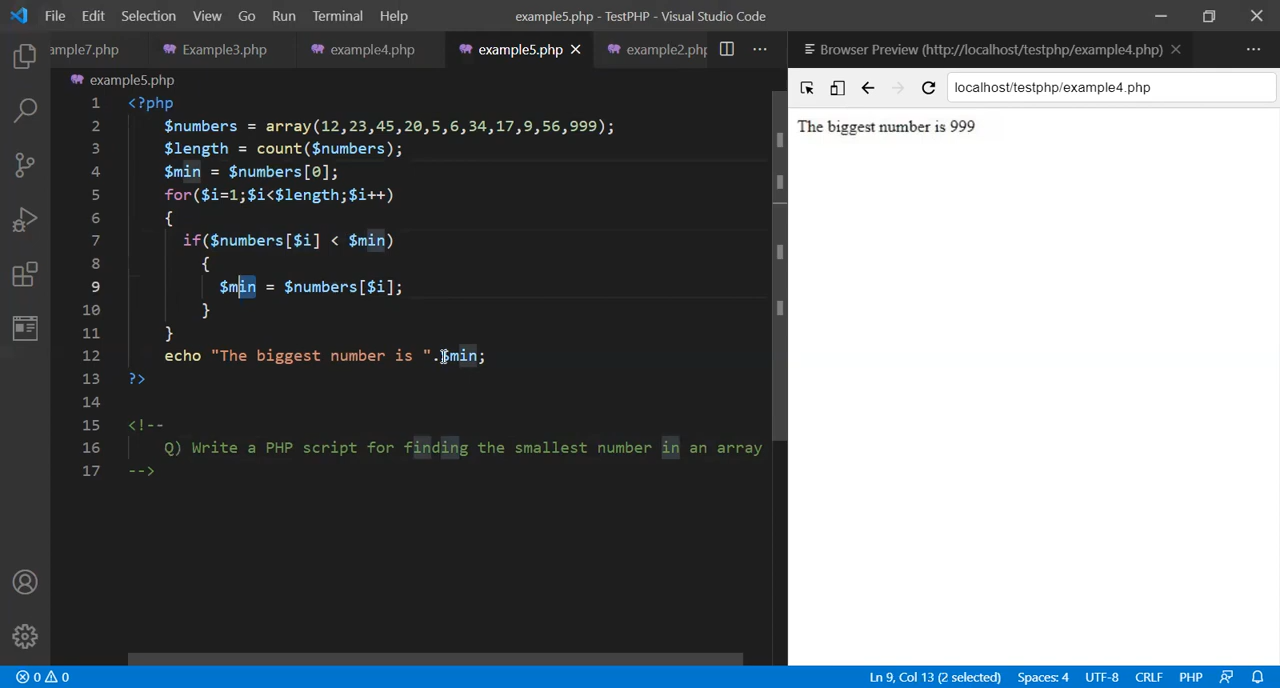 File Edit Selection View Go Run Terminal Help example5.php - TestPHP - Visual Studio Code
ample7.php Example3.php example4.php example5.php example2.php Browser Preview (http://localhost/testphp/example4.php)
example5.php
localhost/testphp/example4.php
The biggest number is 999
1 <?php
2 $numbers = array(12,23,45,20,5,6,34,17,9,56,999);
3 $length = count($numbers);
4 $min = $numbers[0];
5 for($i=1;$i<$length;$i++)
6 {
7 if($numbers[$i] < $min)
8 {
9 $min = $numbers[$i];
10 }
11 }
12 echo "The biggest number is ".$min;
13 ?>
14
15 <!--
16 Q) Write a PHP script for finding the smallest number in an array
17 -->
0 0 Ln 9, Col 13 (2 selected) Spaces: 4 UTF-8 CRLF PHP